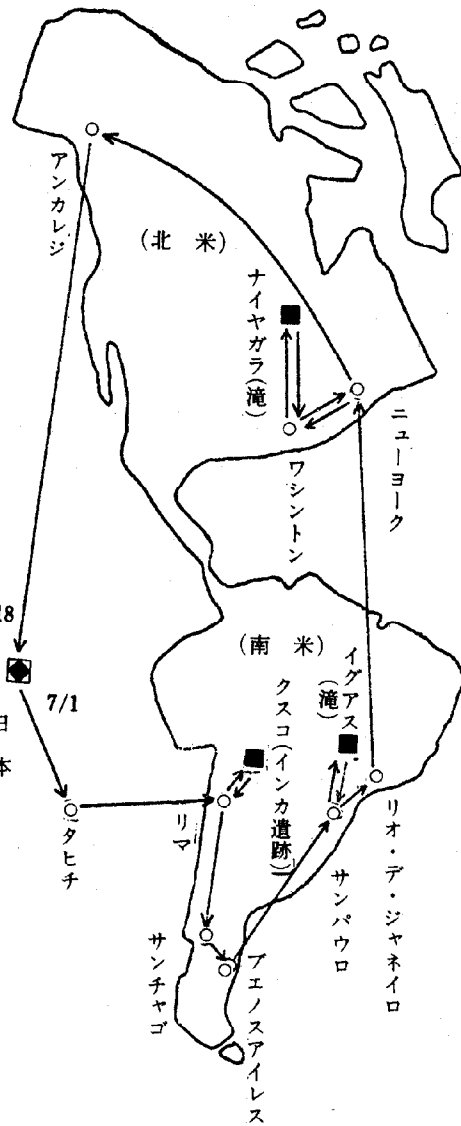 アンカレジ
(北 米)
ナイヤガラ(滝)
ニューヨーク
ワシントン
(南 米)
イグアス(滝)
クスコ(インカ遺跡)
7/1
日本
タヒチ
リマ
リオ・デ・ジャネイロ
サンパウロ
サンチャゴ
ブエノスアイレス